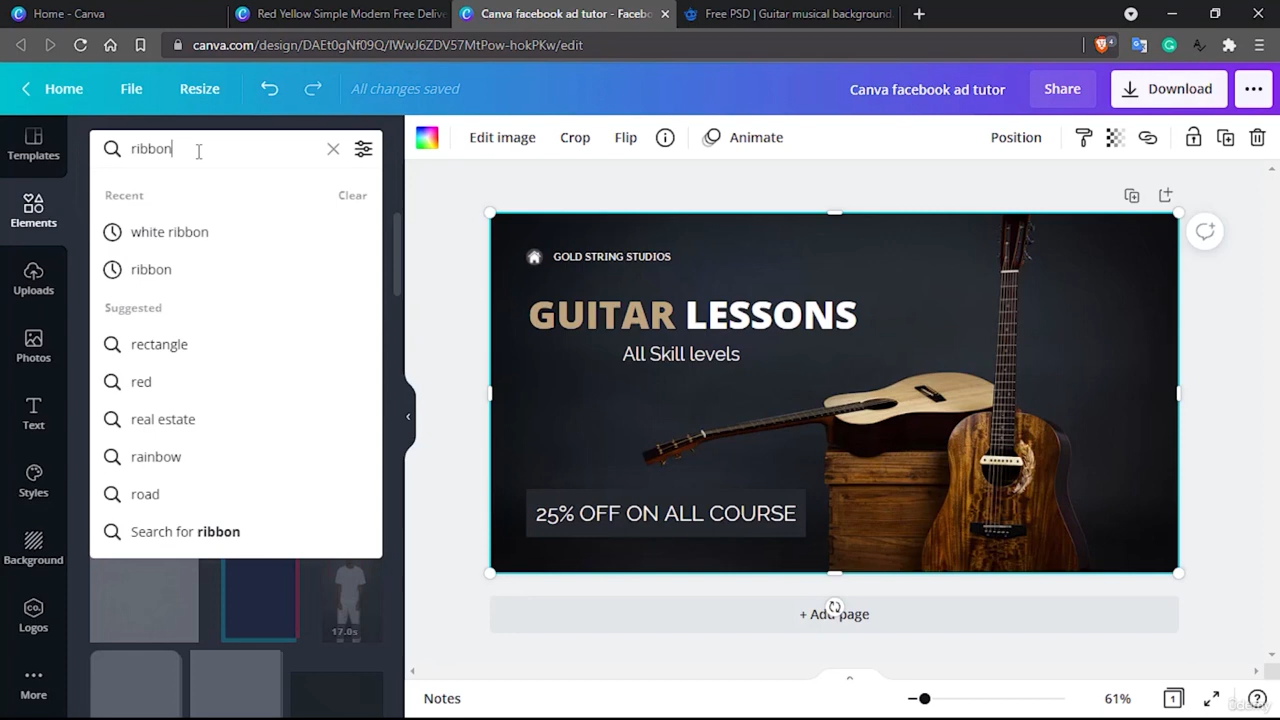 Home - Canva
Red Yellow Simple Modern Free Delive
Canva facebook ad tutor - Facebo
Free PSD | Guitar musical background
canva.com/design/DAEt0gNf09Q/IWwJ6ZDV57MtPow-hokPKw/edit
4
Home
File
Resize
All changes saved
Canva facebook ad tutor
Share
Download
Templates
Elements
Uploads
Photos
Text
Styles
Background
CO.
Logos
More
ribbon
Recent
Clear
white ribbon
ribbon
Suggested
rectangle
red
real estate
rainbow
road
Search for ribbon
17.0s
Edit image
Crop
Flip
Animate
Position
GOLD STRING STUDIOS
GUITAR LESSONS
All Skill levels
25% OFF ON ALL COURSE
+ Add page
Notes
61%
1
Udemy